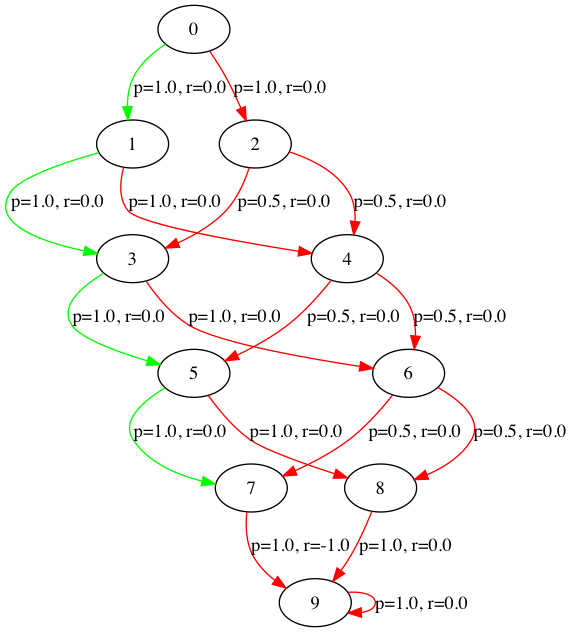 0
p=1.0, r=0.0 p=1.0, r=0.0
1 2
p=1.0, r=0.0 p=1.0, r=0.0 p=0.5, r=0.0 p=0.5, r=0.0
3 4
p=1.0, r=0.0 p=1.0, r=0.0 p=0.5, r=0.0 p=0.5, r=0.0
5 6
p=1.0, r=0.0 p=1.0, r=0.0 p=0.5, r=0.0 p=0.5, r=0.0
7 8
p=1.0, r=-1.0 p=1.0, r=0.0
9 p=1.0, r=0.0